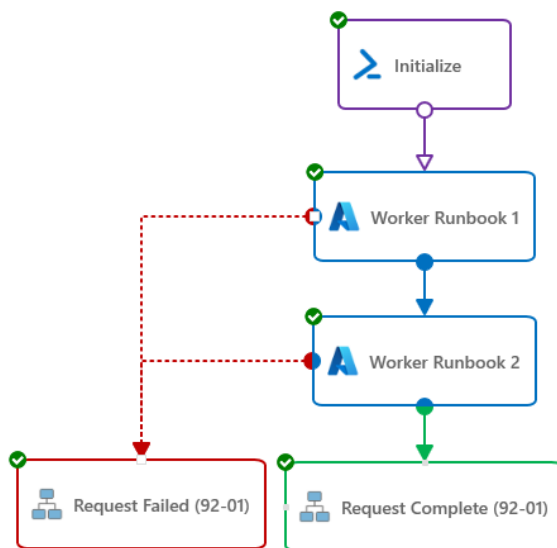 Initialize
Worker Runbook 1
Worker Runbook 2
Request Failed (92-01)
Request Complete (92-01)